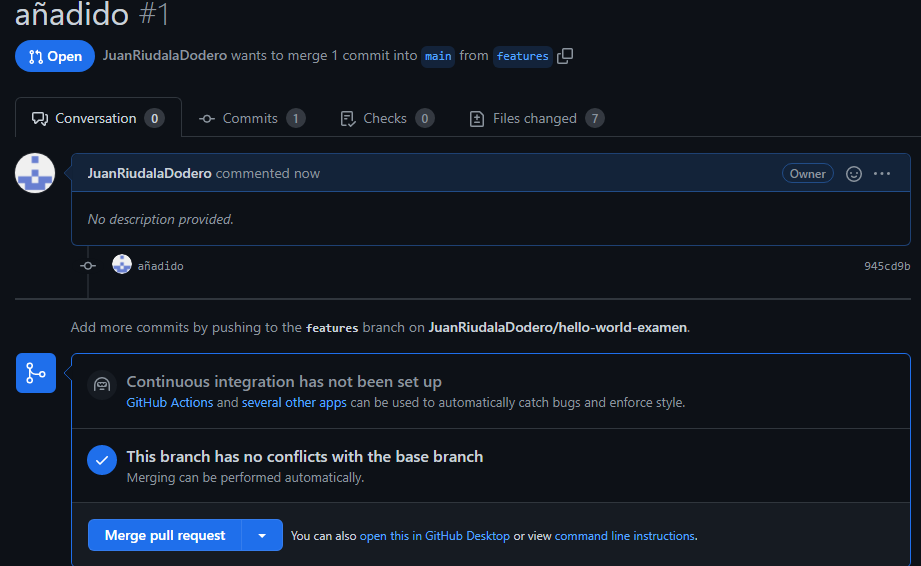 añadido #1
Open JuanRiudalaDodero wants to merge 1 commit into main from features
Conversation 0 Commits 1 Checks 0 Files changed 7
JuanRiudalaDodero commented now Owner
No description provided.
añadido 945cd9b
Add more commits by pushing to the features branch on JuanRiudalaDodero/hello-world-examen.
Continuous integration has not been set up
GitHub Actions and several other apps can be used to automatically catch bugs and enforce style.
This branch has no conflicts with the base branch
Merging can be performed automatically.
Merge pull request You can also open this in GitHub Desktop or view command line instructions.